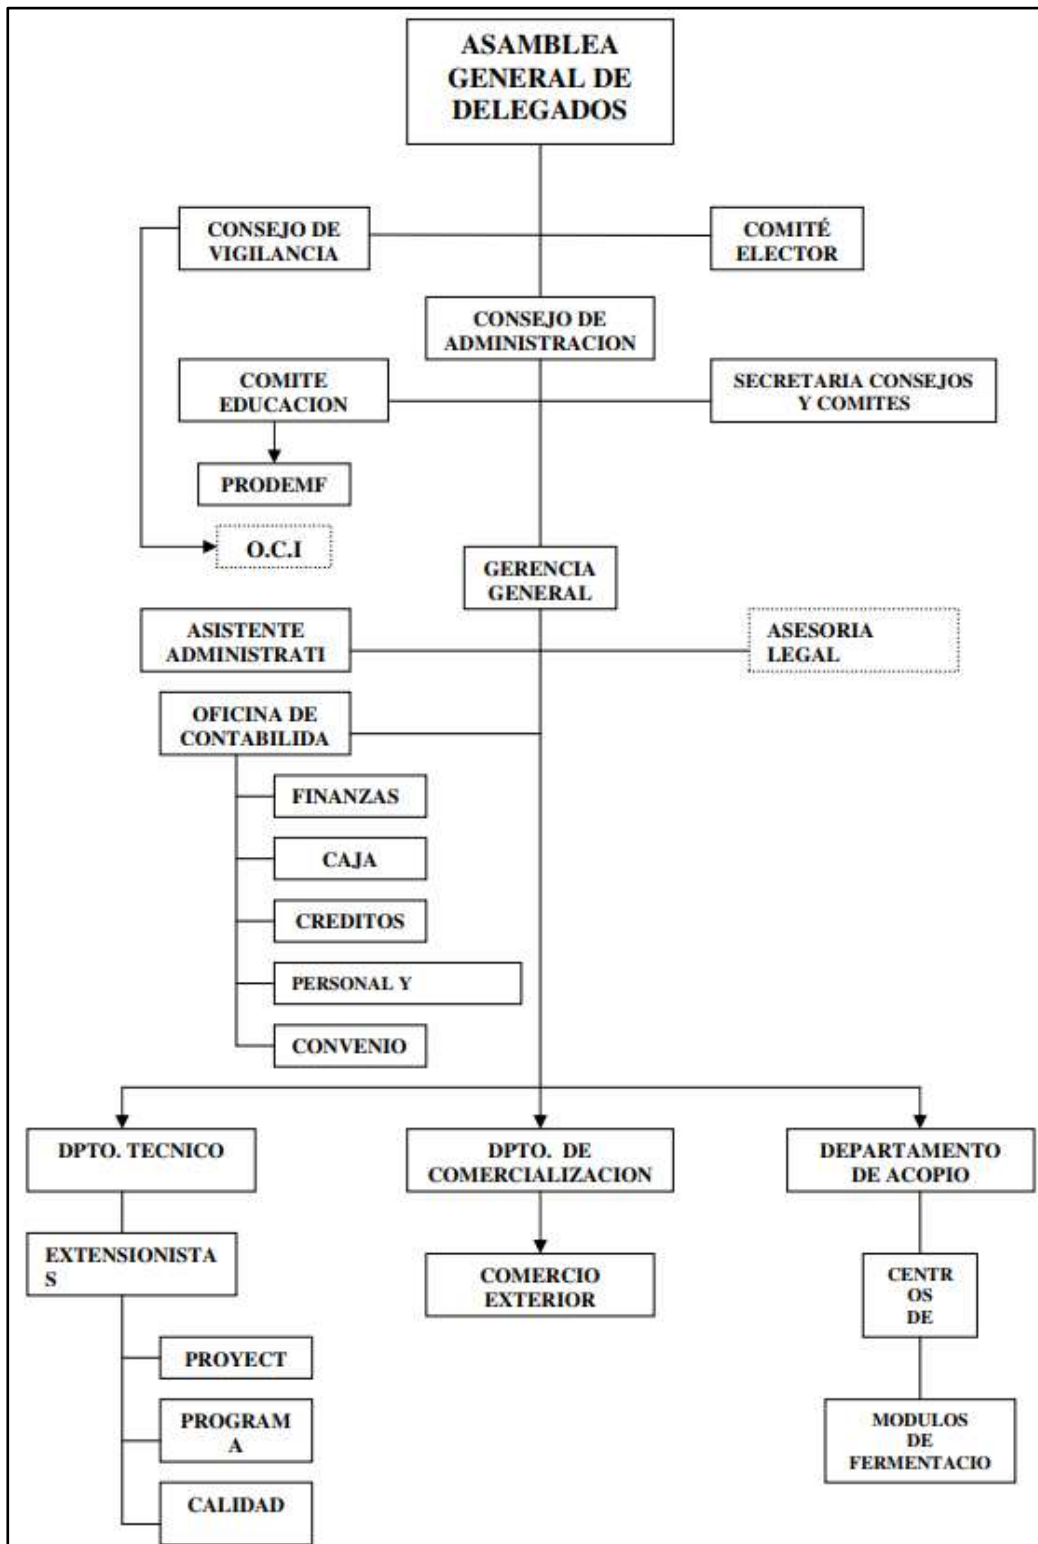 ASAMBLEA
GENERAL DE
DELEGADOS
CONSEJO DE
VIGILANCIA
COMITÉ
ELECTOR
CONSEJO DE
ADMINISTRACION
COMITE
EDUCACION
SECRETARIA CONSEJOS
Y COMITES
PRODEMF
O.C.I
GERENCIA
GENERAL
ASISTENTE
ADMINISTRATI
ASESORIA
LEGAL
OFICINA DE
CONTABILIDA
FINANZAS
CAJA
CREDITOS
PERSONAL Y
CONVENIO
DPTO. TECNICO
DPTO. DE
COMERCIALIZACION
DEPARTAMENTO
DE ACOPIO
EXTENSIONISTA
S
COMERCIO
EXTERIOR
CENTR
OS
DE
PROYECT
PROGRAM
A
CALIDAD
MODULOS
DE
FERMENTACIO